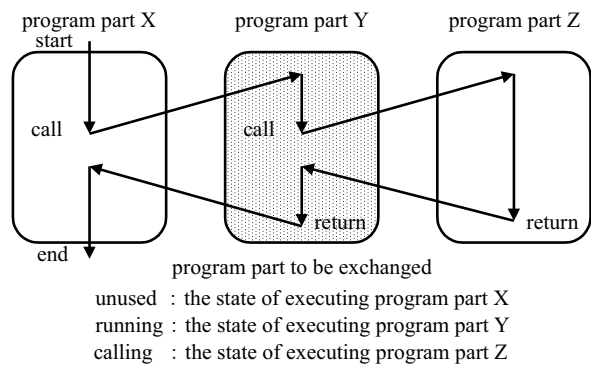 program part X program part Y program part Z
start
call call
return return
end
program part to be exchanged
unused : the state of executing program part X
running : the state of executing program part Y
calling : the state of executing program part Z